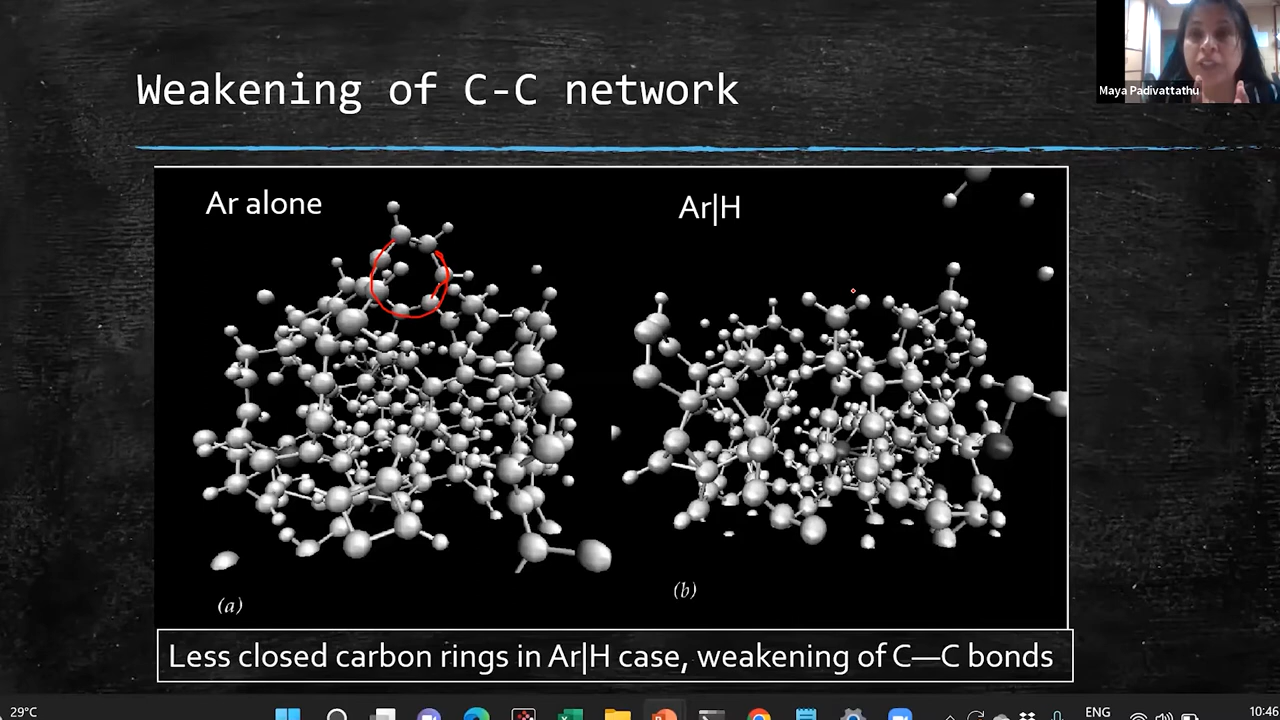 Weakening of C-C network
Maya Padivattathu
Ar alone
Ar|H
(a)
(b)
Less closed carbon rings in Ar|H case, weakening of C—C bonds
29°C
ENG
10:46